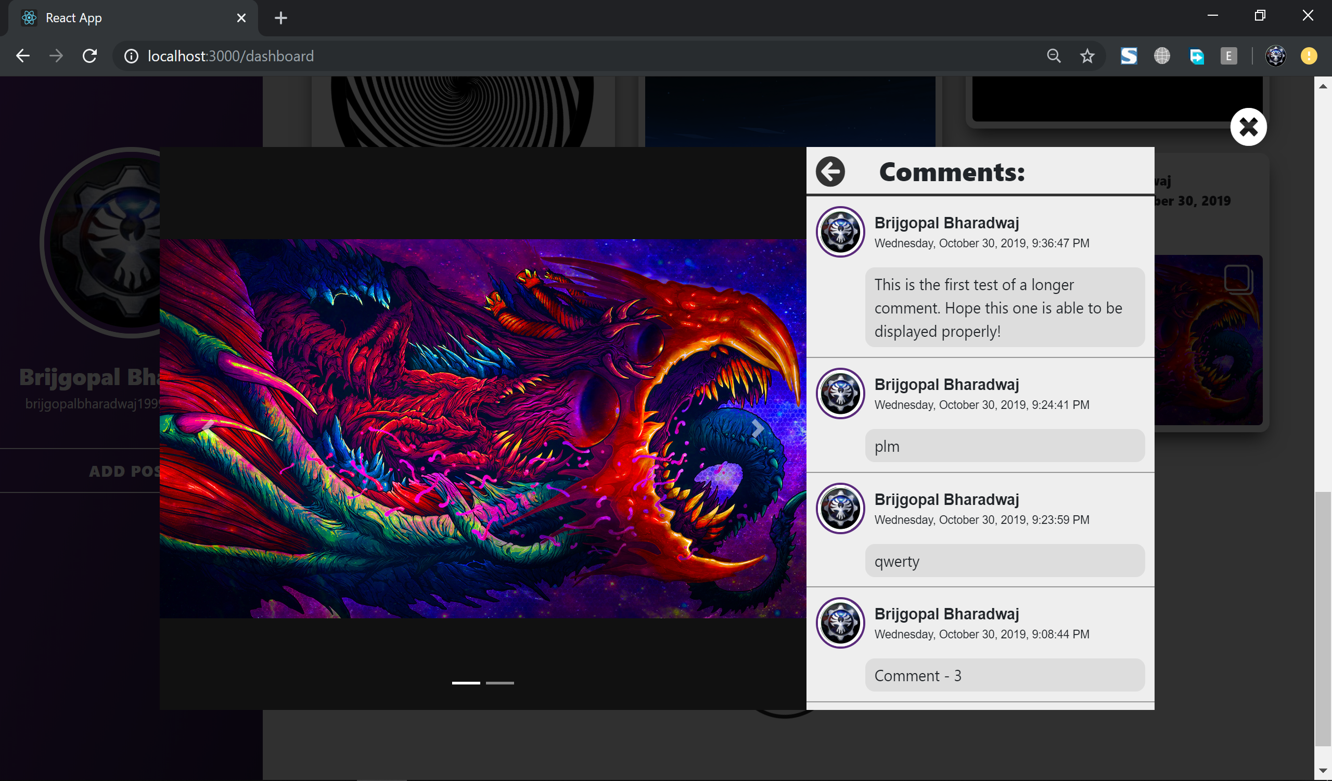 React App
localhost:3000/dashboard
E
Comments:
Brijgopal Bharadwaj
Wednesday, October 30, 2019, 9:36:47 PM
This is the first test of a longer
comment. Hope this one is able to be
displayed properly!
Brijgopal Bharadwaj
Wednesday, October 30, 2019, 9:24:41 PM
plm
Brijgopal Bharadwaj
Wednesday, October 30, 2019, 9:23:59 PM
qwerty
Brijgopal Bharadwaj
Wednesday, October 30, 2019, 9:08:44 PM
Comment - 3
Brijgopal Bha
brijgopalbharadwaj199
ADD POS
waj
ber 30, 2019